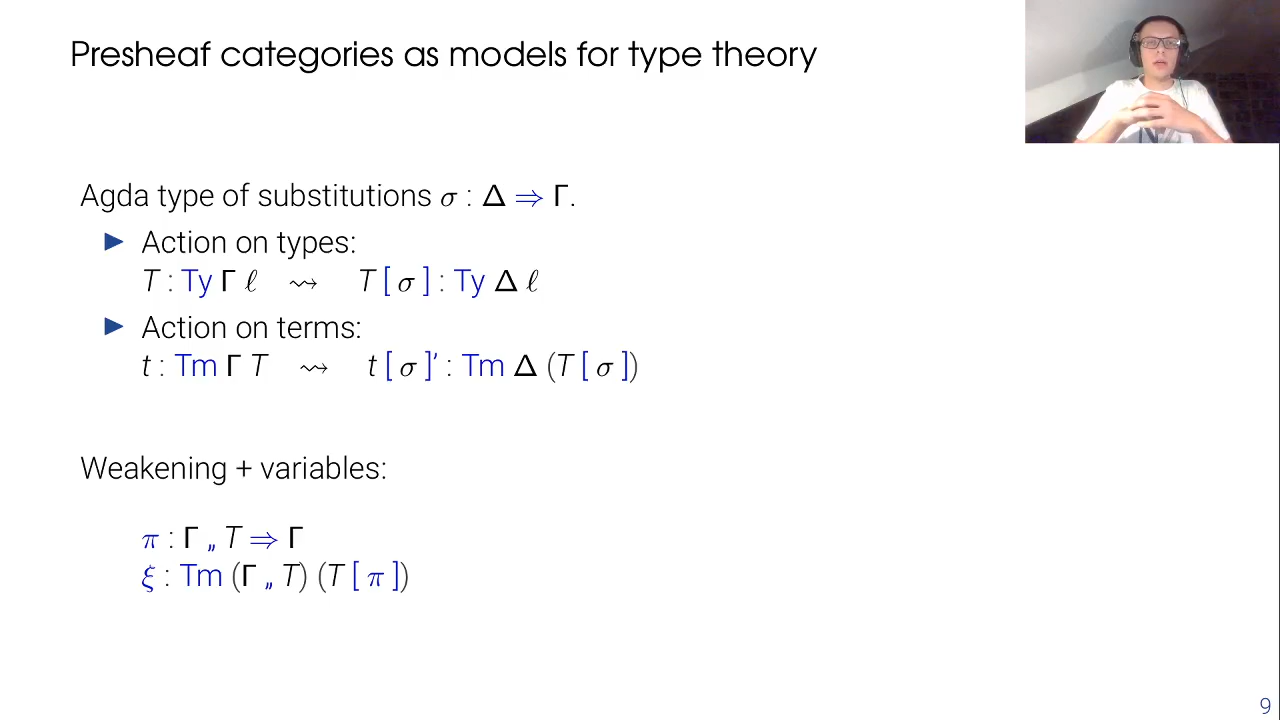 Presheaf categories as models for type theory
Agda type of substitutions σ : Δ ⇒ Γ.
▶ Action on types:
T : Ty Γ ℓ ⇝ T [ σ ] : Ty Δ ℓ
▶ Action on terms:
t : Tm Γ T ⇝ t [ σ ]’ : Tm Δ (T [ σ ])
Weakening + variables:
π : Γ ,, T ⇒ Γ
ξ : Tm (Γ ,, T) (T [ π ])
9